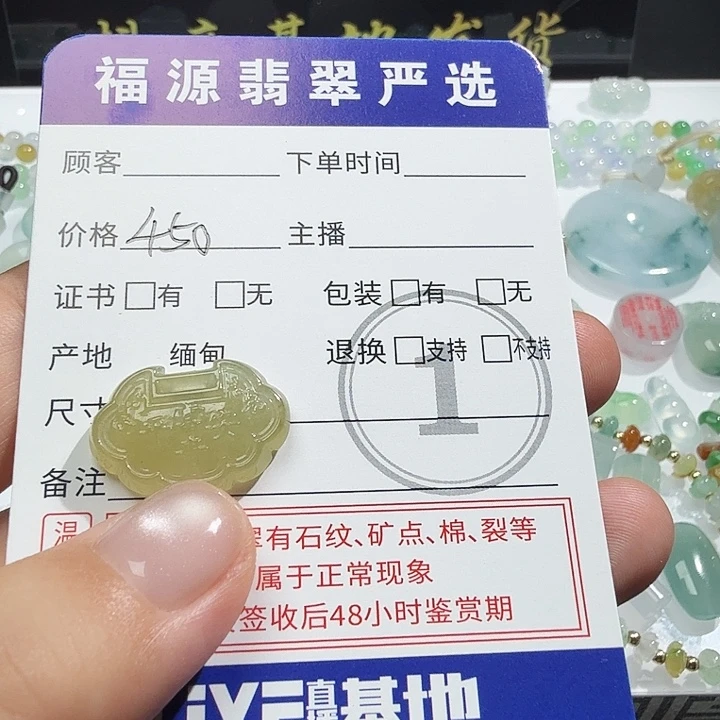 福源翡翠严选
顾客 下单时间
价格 450 主播
证书 □有 □无 包装 □有 □无
产地 缅甸 退换 □支持 □不支持
尺寸
1
备注
温
有石纹、矿点、棉、裂等
属于正常现象
签收后48小时鉴赏期
基地